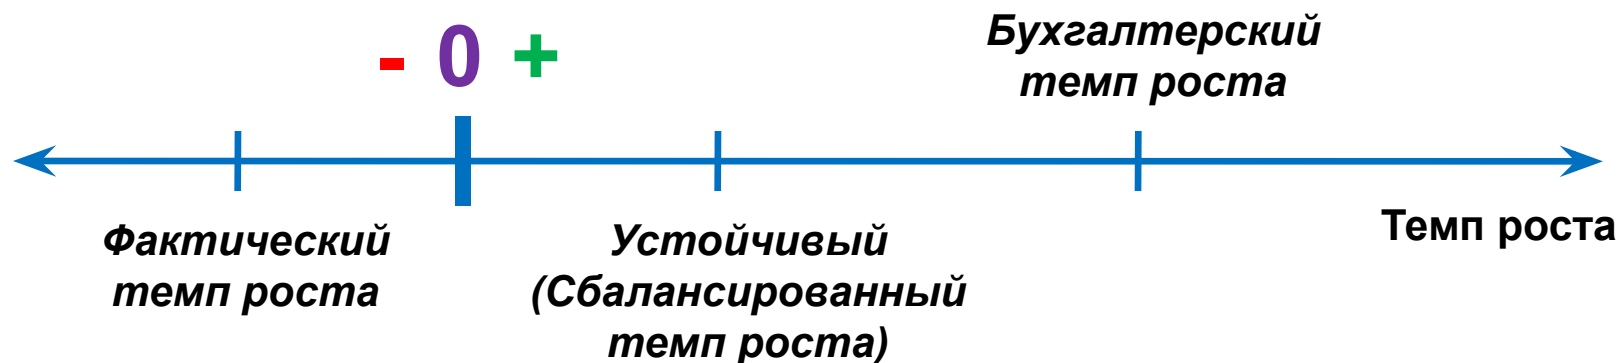 - 0 +
Бухгалтерский
темп роста
Фактический
темп роста
Устойчивый
(Сбалансированный
темп роста)
Темп роста